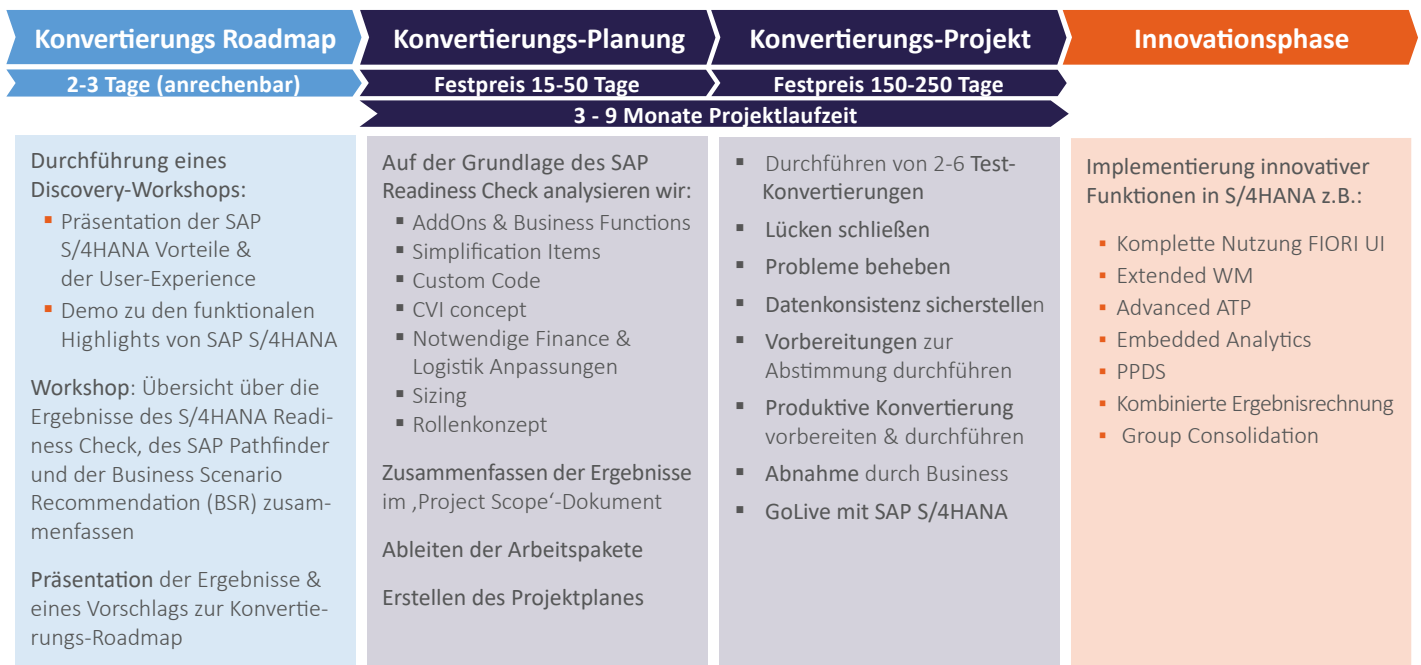 Konvertierungs Roadmap
Konvertierungs-Planung
Konvertierungs-Projekt
Innovationsphase
2-3 Tage (anrechenbar)
Festpreis 15-50 Tage
Festpreis 150-250 Tage
3 - 9 Monate Projektlaufzeit
Durchführung eines
Discovery-Workshops:
▪ Präsentation der SAP
S/4HANA Vorteile &
der User-Experience
▪ Demo zu den funktionalen
Highlights von SAP S/4HANA
Workshop: Übersicht über die
Ergebnisse des S/4HANA Readi-
ness Check, des SAP Pathfinder
und der Business Scenario
Recommendation (BSR) zusam-
menfassen
Präsentation der Ergebnisse &
eines Vorschlags zur Konvertie-
rungs-Roadmap
Auf der Grundlage des SAP
Readiness Check analysieren wir:
▪ AddOns & Business Functions
▪ Simplification Items
▪ Custom Code
▪ CVI concept
▪ Notwendige Finance &
Logistik Anpassungen
▪ Sizing
▪ Rollenkonzept
Zusammenfassen der Ergebnisse
im ‚Project Scope‘-Dokument
Ableiten der Arbeitspakete
Erstellen des Projektplanes
▪ Durchführen von 2-6 Test-
Konvertierungen
▪ Lücken schließen
▪ Probleme beheben
▪ Datenkonsistenz sicherstellen
▪ Vorbereitungen zur
Abstimmung durchführen
▪ Produktive Konvertierung
vorbereiten & durchführen
▪ Abnahme durch Business
▪ GoLive mit SAP S/4HANA
Implementierung innovativer
Funktionen in S/4HANA z.B.:
▪ Komplette Nutzung FIORI UI
▪ Extended WM
▪ Advanced ATP
▪ Embedded Analytics
▪ PPDS
▪ Kombinierte Ergebnisrechnung
▪ Group Consolidation